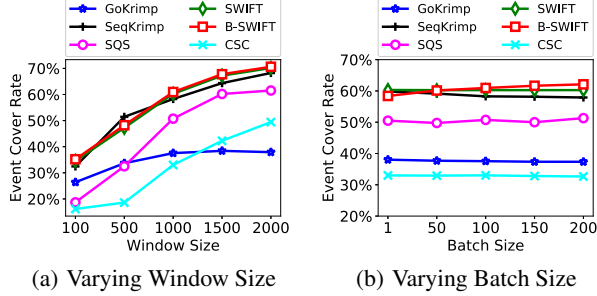 GoKrimp SWIFT
SeqKrimp B-SWIFT
SQS CSC
70%
60%
50%
40%
30%
20%
Event Cover Rate
100 500 1000 1500 2000
Window Size
(a) Varying Window Size
GoKrimp SWIFT
SeqKrimp B-SWIFT
SQS CSC
70%
60%
50%
40%
30%
20%
Event Cover Rate
1 50 100 150 200
Batch Size
(b) Varying Batch Size